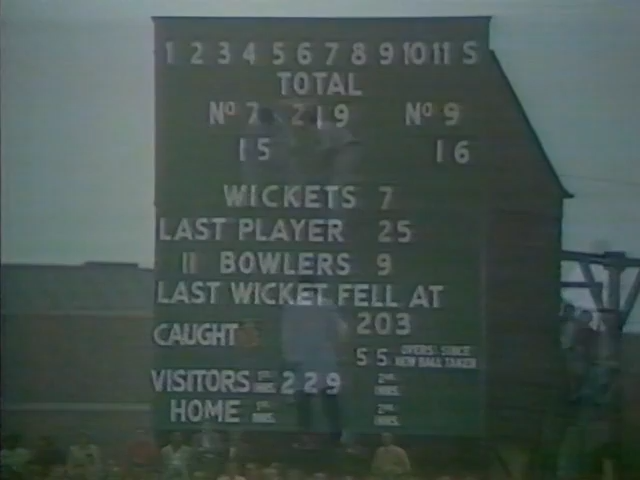 1 2 3 4 5 6 7 8 9 10 11 S
TOTAL
No 7 219 No 9
15 16
WICKETS 7
LAST PLAYER 25
11 BOWLERS 9
LAST WICKET FELL AT
CAUGHT 203
55 OVERS SINCE NEW BALL TAKEN
VISITORS 1ST INNS. 229 2ND INNS.
HOME 1ST INNS. 2ND INNS.